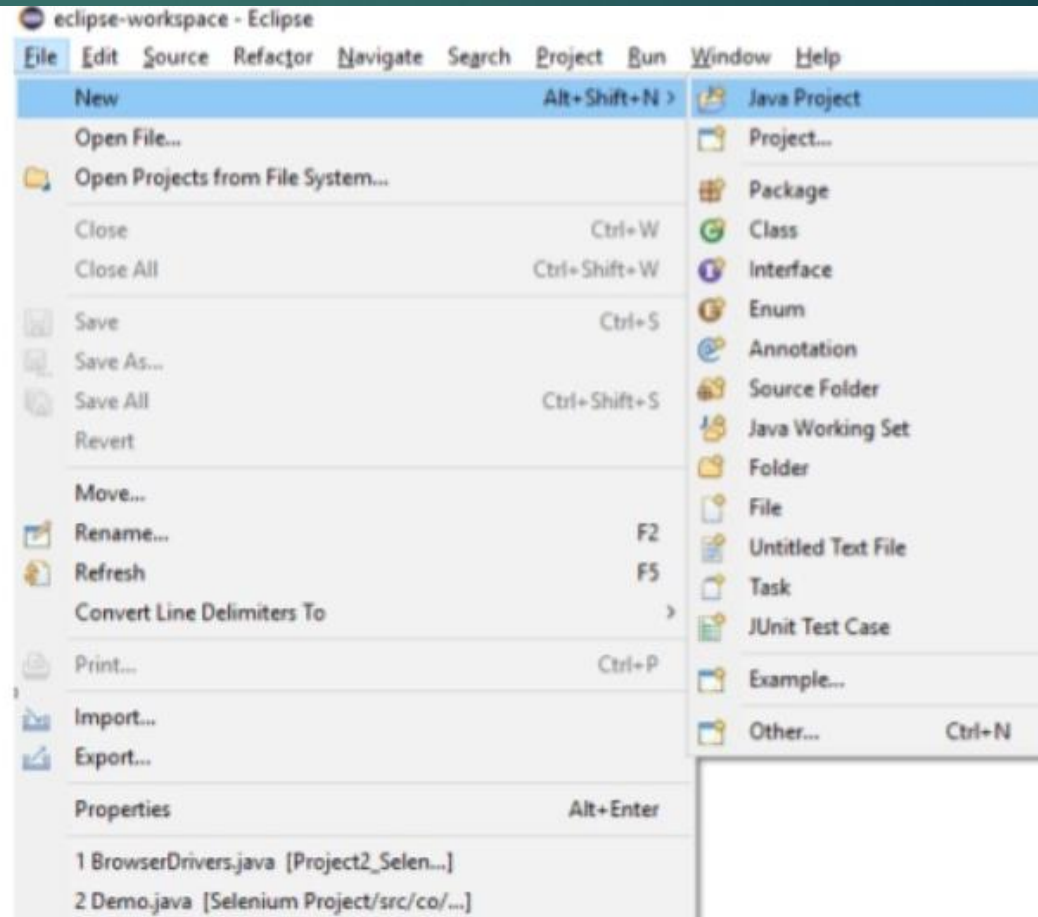 eclipse-workspace - Eclipse
File Edit Source Refactor Navigate Search Project Run Window Help
New Alt+Shift+N >
Open File...
Open Projects from File System...
Close Ctrl+W
Close All Ctrl+Shift+W
Save Ctrl+S
Save As...
Save All Ctrl+Shift+S
Revert
Move...
Rename... F2
Refresh F5
Convert Line Delimiters To >
Print... Ctrl+P
Import...
Export...
Properties Alt+Enter
1 BrowserDrivers.java [Project2_Selen...]
2 Demo.java [Selenium Project/src/co/...]
Java Project
Project...
Package
Class
Interface
Enum
Annotation
Source Folder
Java Working Set
Folder
File
Untitled Text File
Task
JUnit Test Case
Example...
Other... Ctrl+N